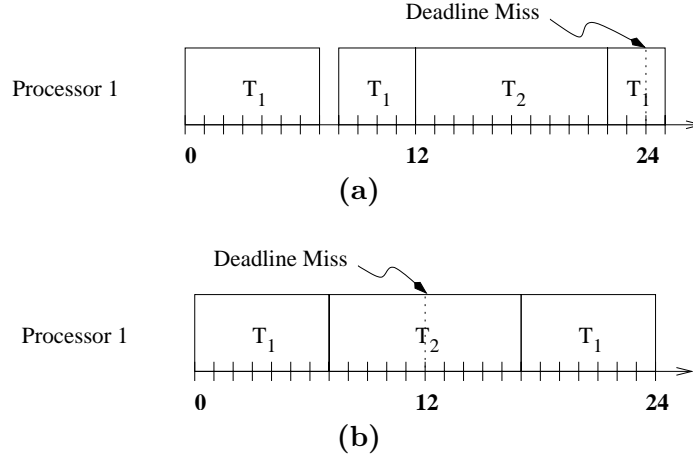 Deadline Miss
Processor 1
T1 T1 T2 T1
0 12 24
(a)
Deadline Miss
Processor 1
T1 T2 T1
0 12 24
(b)